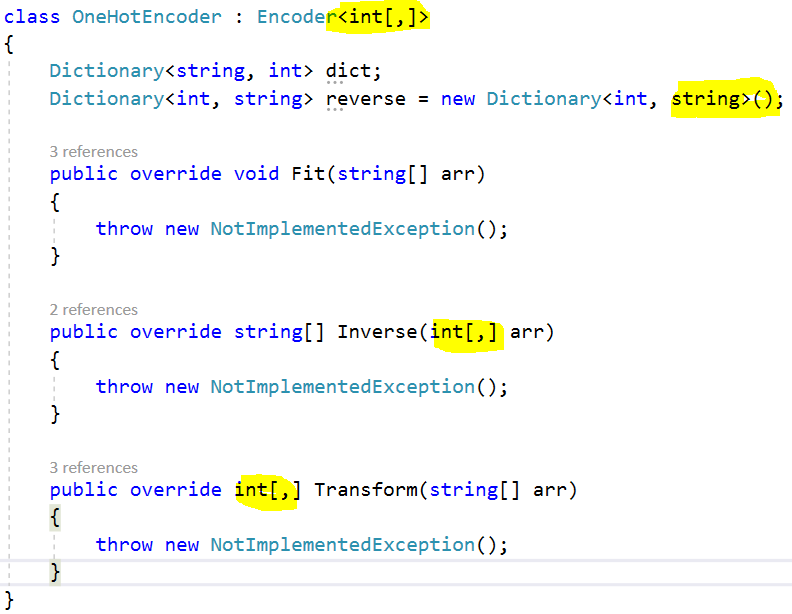 class OneHotEncoder : Encoder<int[,]>
{
Dictionary<string, int> dict;
Dictionary<int, string> reverse = new Dictionary<int, string>();
3 references
public override void Fit(string[] arr)
{
throw new NotImplementedException();
}
2 references
public override string[] Inverse(int[,] arr)
{
throw new NotImplementedException();
}
3 references
public override int[,] Transform(string[] arr)
{
throw new NotImplementedException();
}
}